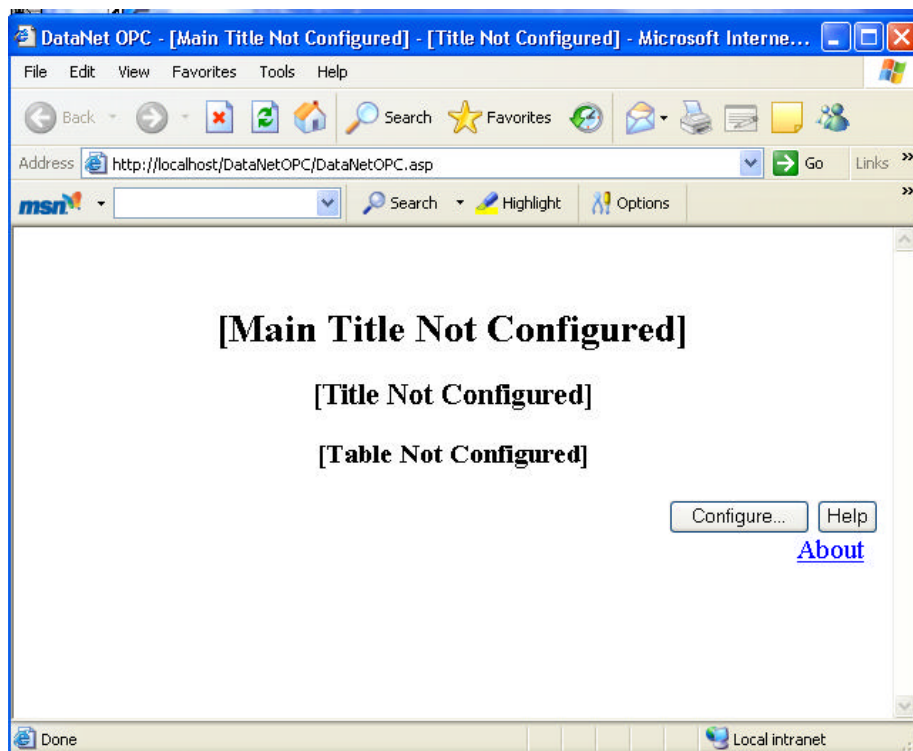 DataNet OPC - [Main Title Not Configured] - [Title Not Configured] - Microsoft Interne...
File Edit View Favorites Tools Help
Back Search Favorites
Address http://localhost/DataNetOPC/DataNetOPC.asp Go Links »
msn Search Highlight Options »
[Main Title Not Configured]
[Title Not Configured]
[Table Not Configured]
Configure... Help
About
Done Local intranet